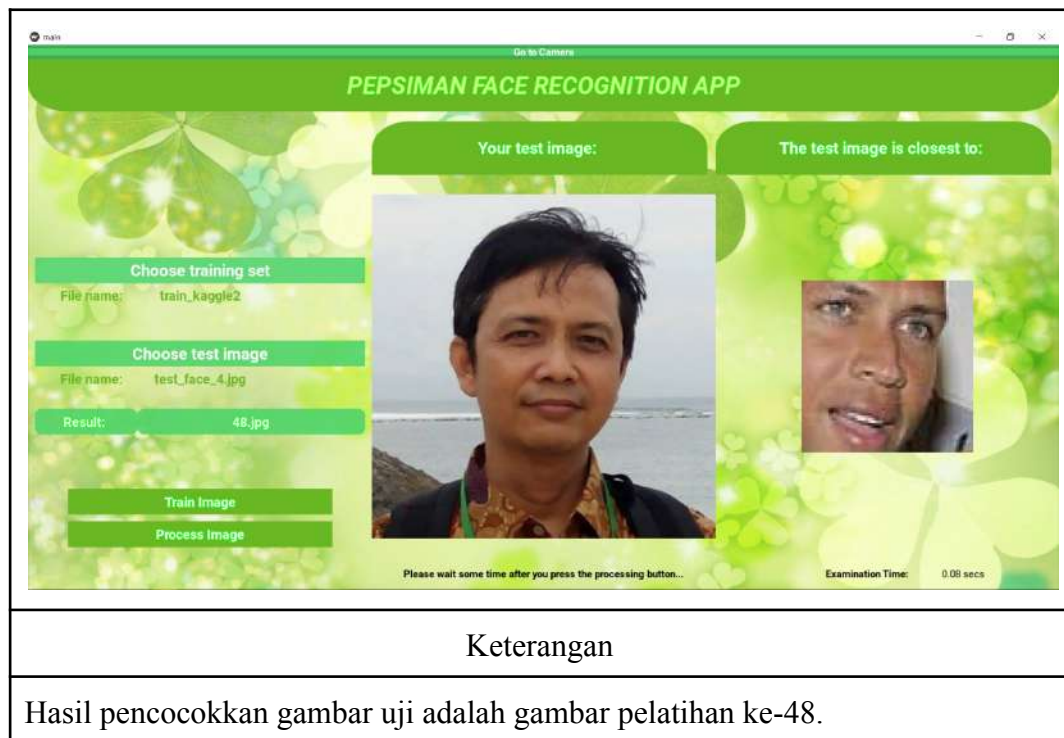 main
Go to Camera
PEPSIMAN FACE RECOGNITION APP
Your test image:
The test image is closest to:
Choose training set
File name: train_kaggle2
Choose test image
File name: test_face_4.jpg
Result: 48.jpg
Train Image
Process Image
Please wait some time after you press the processing button...
Examination Time: 0.08 secs
Keterangan
Hasil pencocokkan gambar uji adalah gambar pelatihan ke-48.